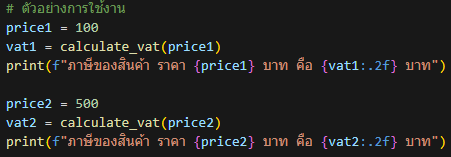 # ตัวอย่างการใช้งาน
price1 = 100
vat1 = calculate_vat(price1)
print(f"ภาษีของสินค้า ราคา {price1} บาท คือ {vat1:.2f} บาท")

price2 = 500
vat2 = calculate_vat(price2)
print(f"ภาษีของสินค้า ราคา {price2} บาท คือ {vat2:.2f} บาท")